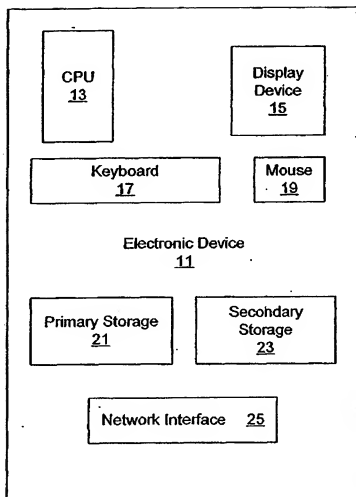 CPU
13
Display
Device
15
Keyboard
17
Mouse
19
Electronic Device
11
Primary Storage
21
Secondary
Storage
23
Network Interface 25